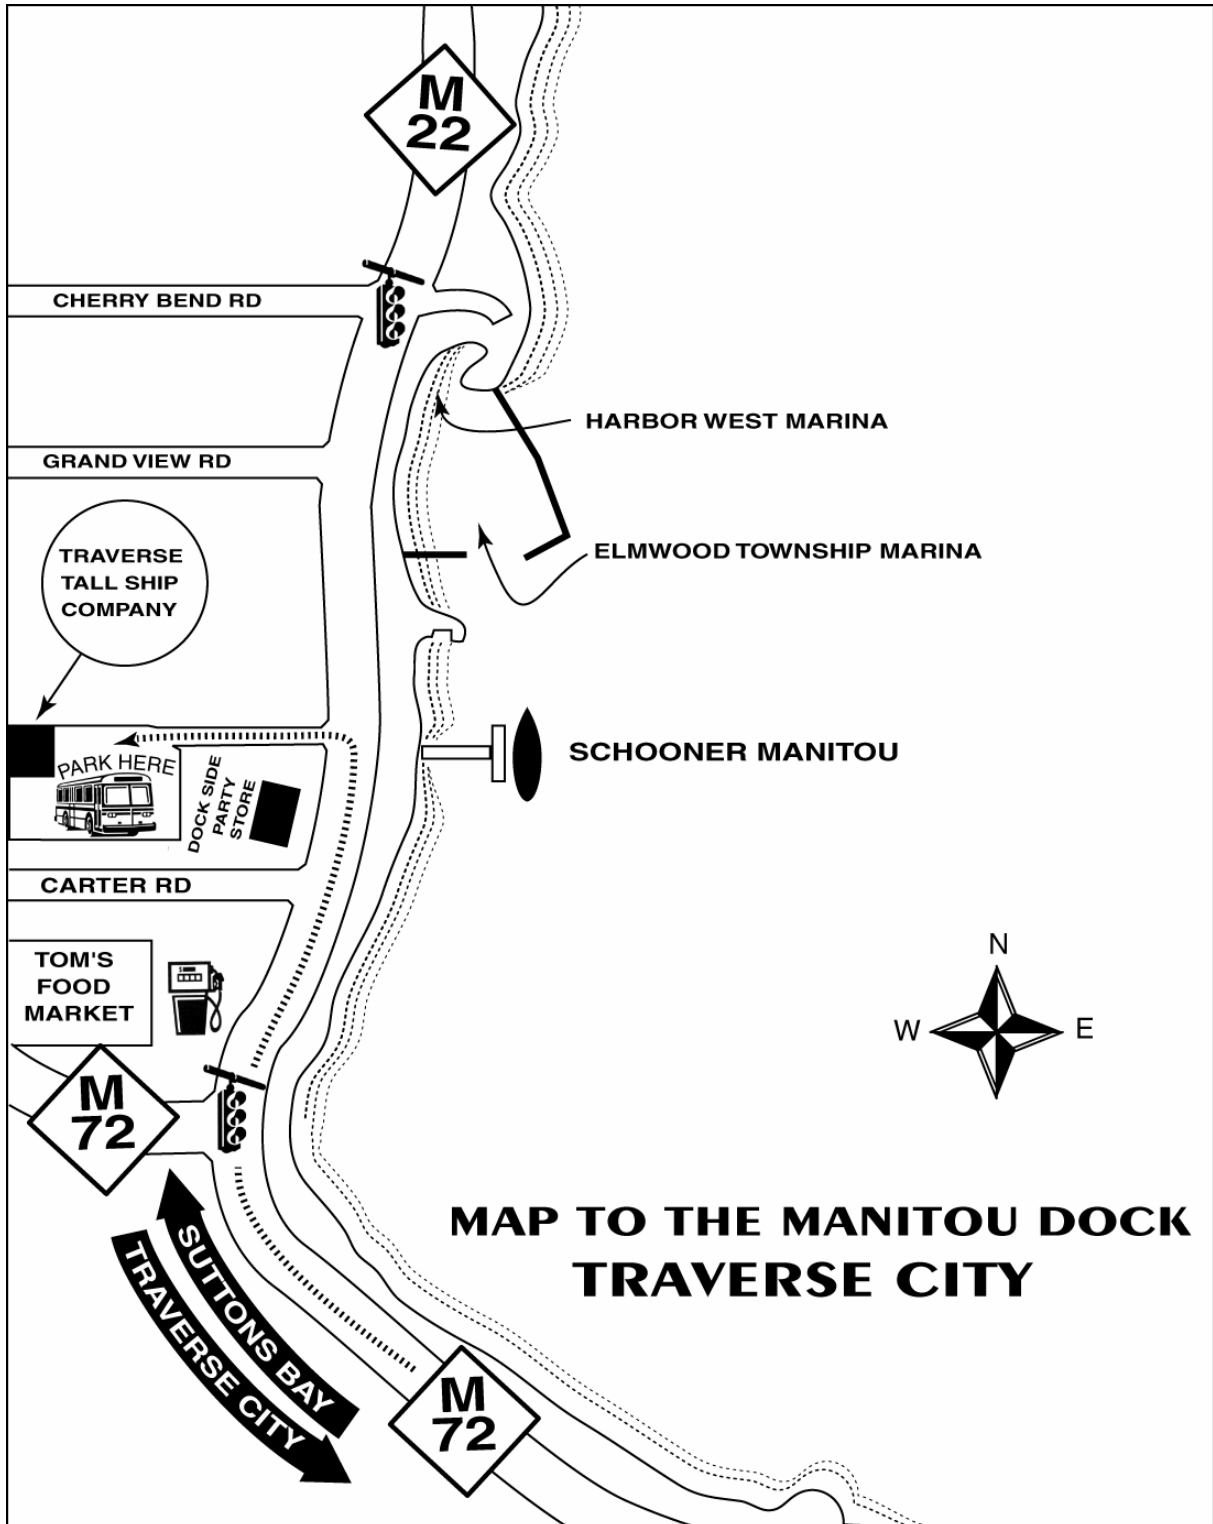 M
22
CHERRY BEND RD
HARBOR WEST MARINA
GRAND VIEW RD
TRAVERSE
TALL SHIP
COMPANY
ELMWOOD TOWNSHIP MARINA
SCHOONER MANITOU
PARK HERE
DOCK SIDE
PARTY
STORE
CARTER RD
TOM'S
FOOD
MARKET
N
W
E
M
72
MAP TO THE MANITOU DOCK
TRAVERSE CITY
SUTTONS BAY
TRAVERSE CITY
M
72